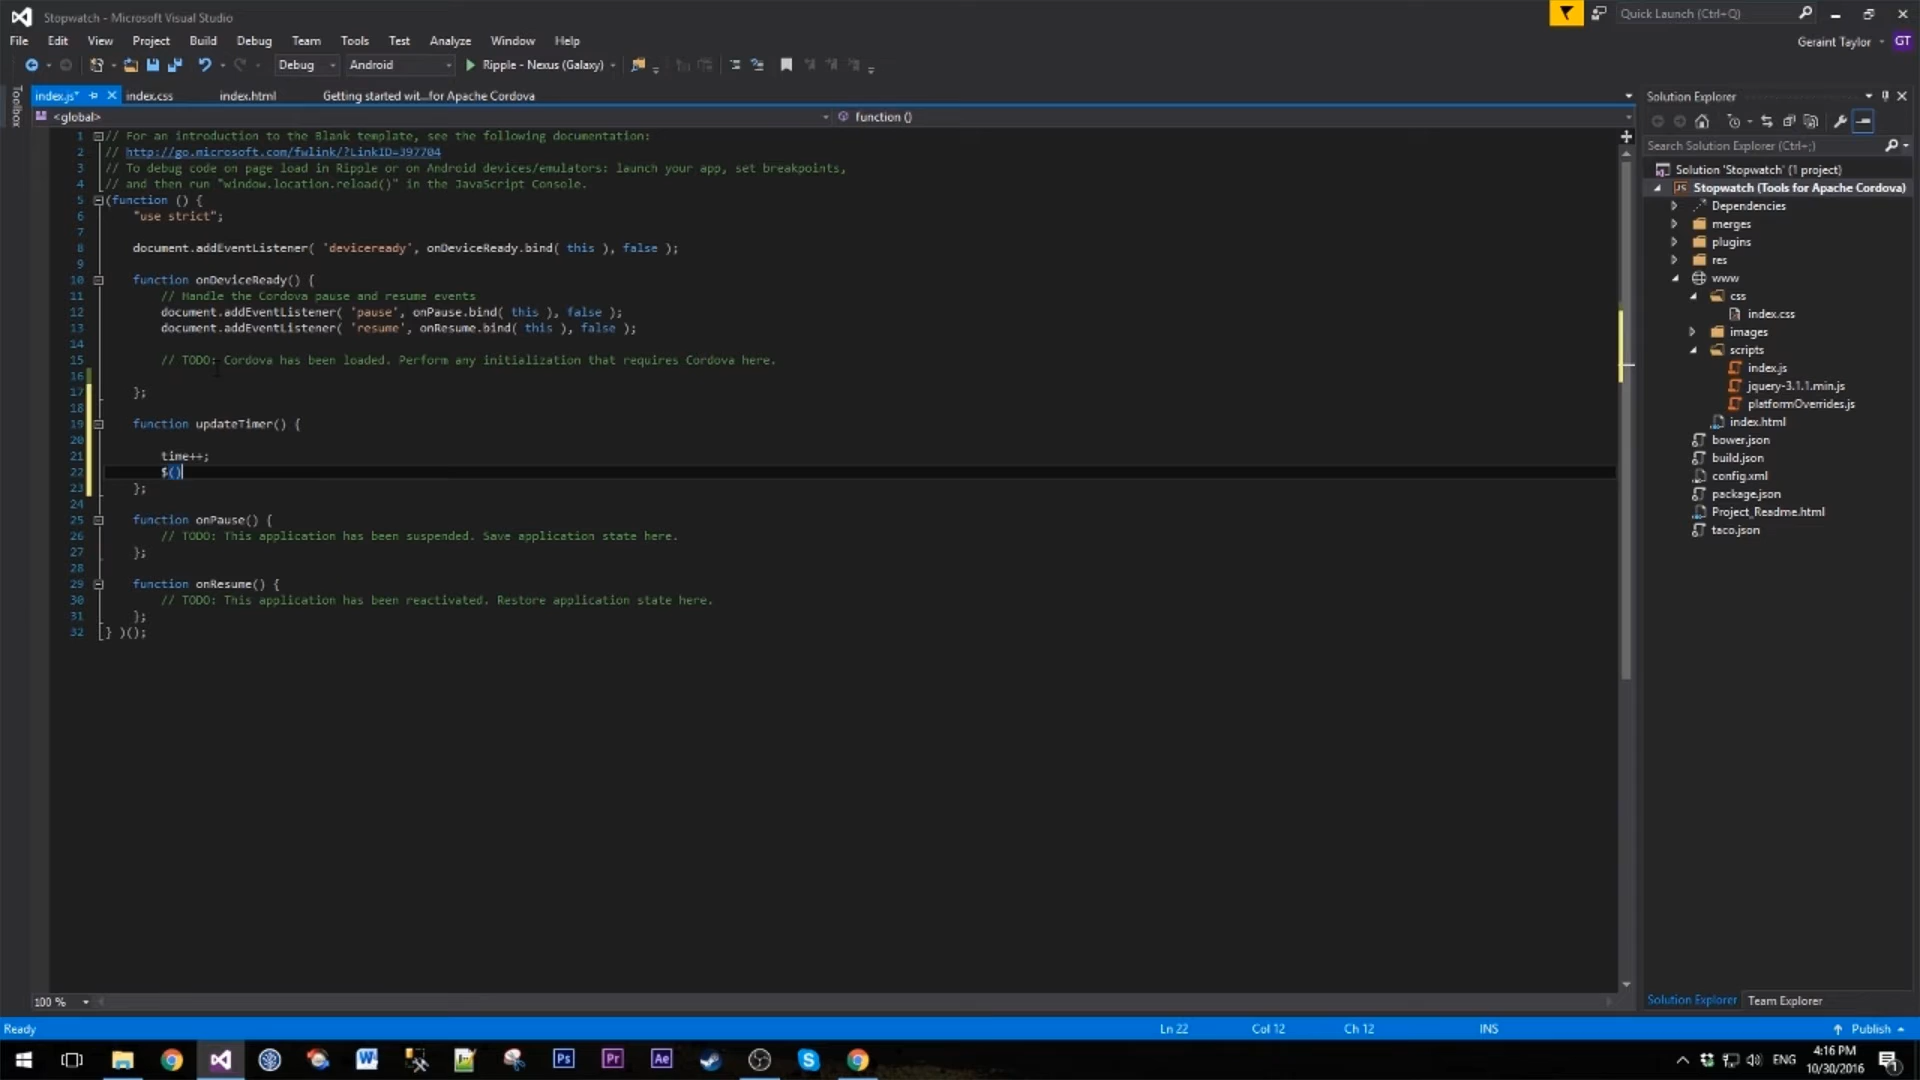 Stopwatch - Microsoft Visual Studio
Quick Launch (Ctrl+Q)
File Edit View Project Build Debug Team Tools Test Analyze Window Help
Geraint Taylor GT
Debug Android Ripple - Nexus (Galaxy)
Toolbox
index.js* index.css index.html Getting started wit...for Apache Cordova
<global> function ()
1 // For an introduction to the Blank template, see the following documentation:
2 // http://go.microsoft.com/fwlink/?LinkID=397704
3 // To debug code on page load in Ripple or on Android devices/emulators: launch your app, set breakpoints,
4 // and then run "window.location.reload()" in the JavaScript Console.
5 (function () {
6 "use strict";
7
8 document.addEventListener( 'deviceready', onDeviceReady.bind( this ), false );
9
10 function onDeviceReady() {
11 // Handle the Cordova pause and resume events
12 document.addEventListener( 'pause', onPause.bind( this ), false );
13 document.addEventListener( 'resume', onResume.bind( this ), false );
14
15 // TODO: Cordova has been loaded. Perform any initialization that requires Cordova here.
16
17 };
18
19 function updateTimer() {
20
21 time++;
22 $()
23 };
24
25 function onPause() {
26 // TODO: This application has been suspended. Save application state here.
27 };
28
29 function onResume() {
30 // TODO: This application has been reactivated. Restore application state here.
31 };
32 } )();
Solution Explorer
Search Solution Explorer (Ctrl+;)
Solution 'Stopwatch' (1 project)
JS Stopwatch (Tools for Apache Cordova)
Dependencies
merges
plugins
res
www
css
index.css
images
scripts
index.js
jquery-3.1.1.min.js
platformOverrides.js
index.html
bower.json
build.json
config.xml
package.json
Project_Readme.html
taco.json
100 %
Solution Explorer Team Explorer
Ready Ln 22 Col 12 Ch 12 INS Publish
Ps Pr Ae ENG 4:16 PM
10/30/2016 1